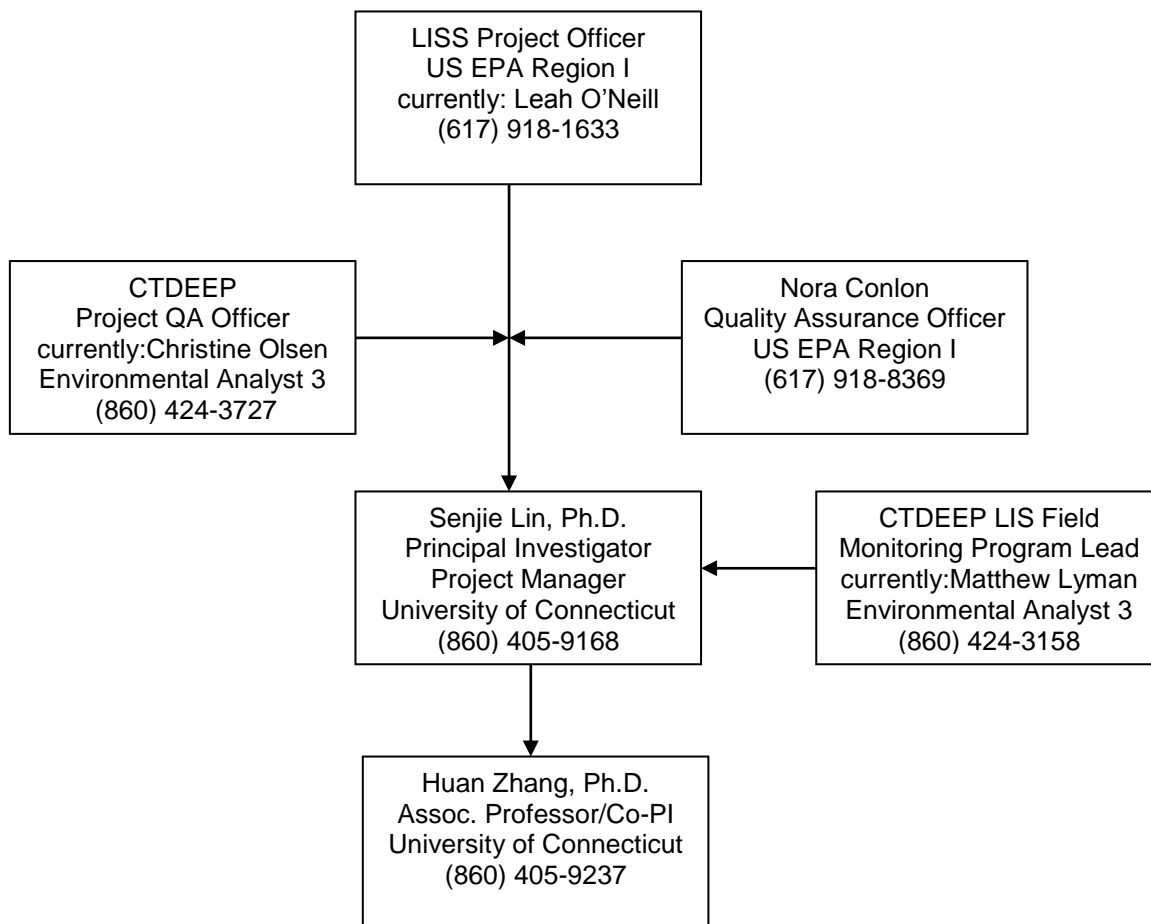 LISS Project Officer
US EPA Region I
currently: Leah O’Neill
(617) 918-1633
CTDEEP
Project QA Officer
currently:Christine Olsen
Environmental Analyst 3
(860) 424-3727
Nora Conlon
Quality Assurance Officer
US EPA Region I
(617) 918-8369
Senjie Lin, Ph.D.
Principal Investigator
Project Manager
University of Connecticut
(860) 405-9168
CTDEEP LIS Field
Monitoring Program Lead
currently:Matthew Lyman
Environmental Analyst 3
(860) 424-3158
Huan Zhang, Ph.D.
Assoc. Professor/Co-PI
University of Connecticut
(860) 405-9237